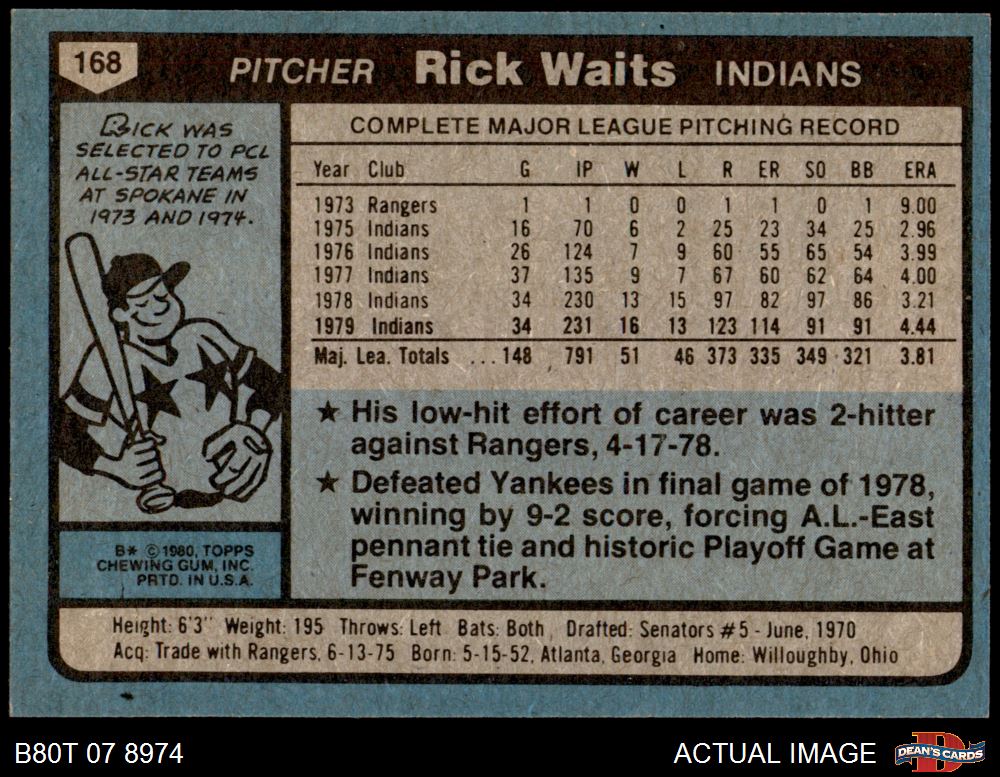 168 PITCHER Rick Waits INDIANS
RICK WAS
SELECTED TO PCL
ALL-STAR TEAMS
AT SPOKANE IN
1973 AND 1974.
COMPLETE MAJOR LEAGUE PITCHING RECORD
Year Club G IP W L R ER SO BB ERA
1973 Rangers 1 1 0 0 1 1 0 1 9.00
1975 Indians 16 70 6 2 25 23 34 25 2.96
1976 Indians 26 124 7 9 60 55 65 54 3.99
1977 Indians 37 135 9 7 67 60 62 64 4.00
1978 Indians 34 230 13 15 97 82 97 86 3.21
1979 Indians 34 231 16 13 123 114 91 91 4.44
Maj. Lea. Totals ...148 791 51 46 373 335 349 321 3.81
★ His low-hit effort of career was 2-hitter
against Rangers, 4-17-78.
★ Defeated Yankees in final game of 1978,
winning by 9-2 score, forcing A.L.-East
pennant tie and historic Playoff Game at
Fenway Park.
B* © 1980, TOPPS
CHEWING GUM, INC.
PRTD. IN U.S.A.
Height: 6'3" Weight: 195 Throws: Left Bats: Both Drafted: Senators #5 - June, 1970
Acq: Trade with Rangers, 6-13-75 Born: 5-15-52, Atlanta, Georgia Home: Willoughby, Ohio
B80T 07 8974 ACTUAL IMAGE DEAN'S CARDS